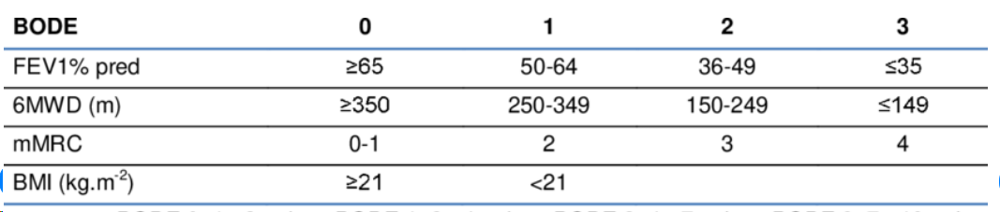 BODE 0 1 2 3
FEV1% pred ≥65 50-64 36-49 ≤35
6MWD (m) ≥350 250-349 150-249 ≤149
mMRC 0-1 2 3 4
BMI (kg.m-2) ≥21 <21